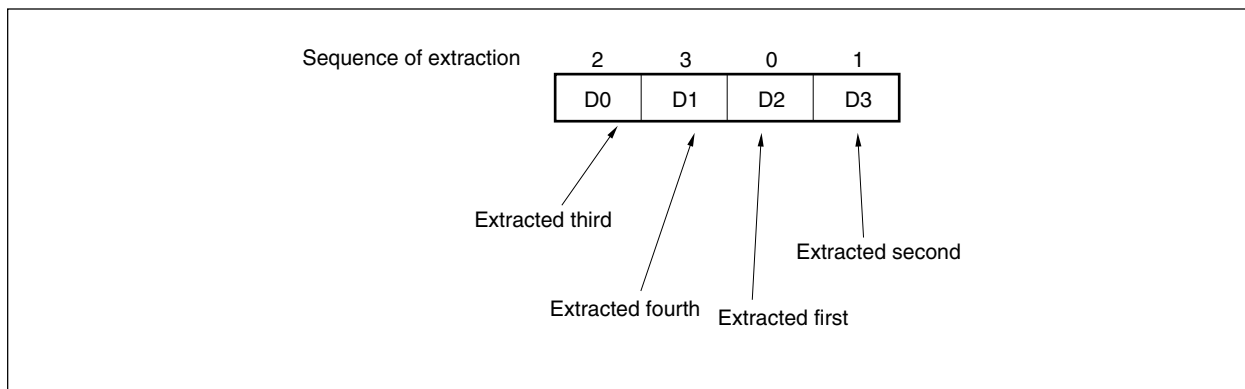 Sequence of extraction 2 3 0 1
D0 D1 D2 D3
Extracted third
Extracted second
Extracted fourth
Extracted first